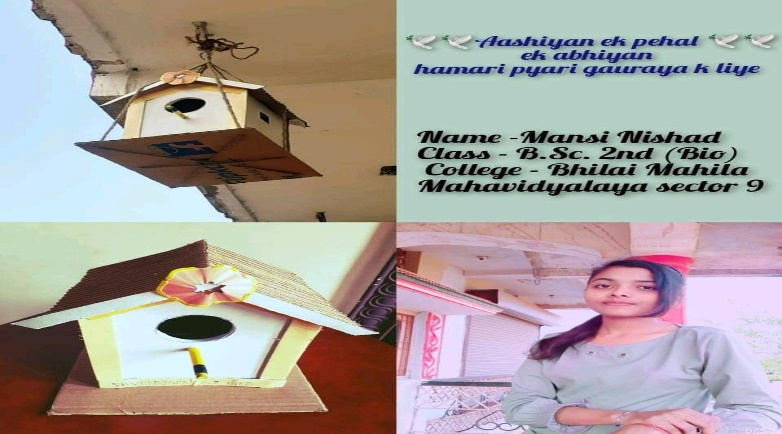 Aashiyan ek pehal
ek abhiyan
hamari pyari gauraya k liye
Name -Mansi Nishad
Class - B.Sc. 2nd (Bio)
College - Bhilai Mahila
Mahavidyalaya sector 9